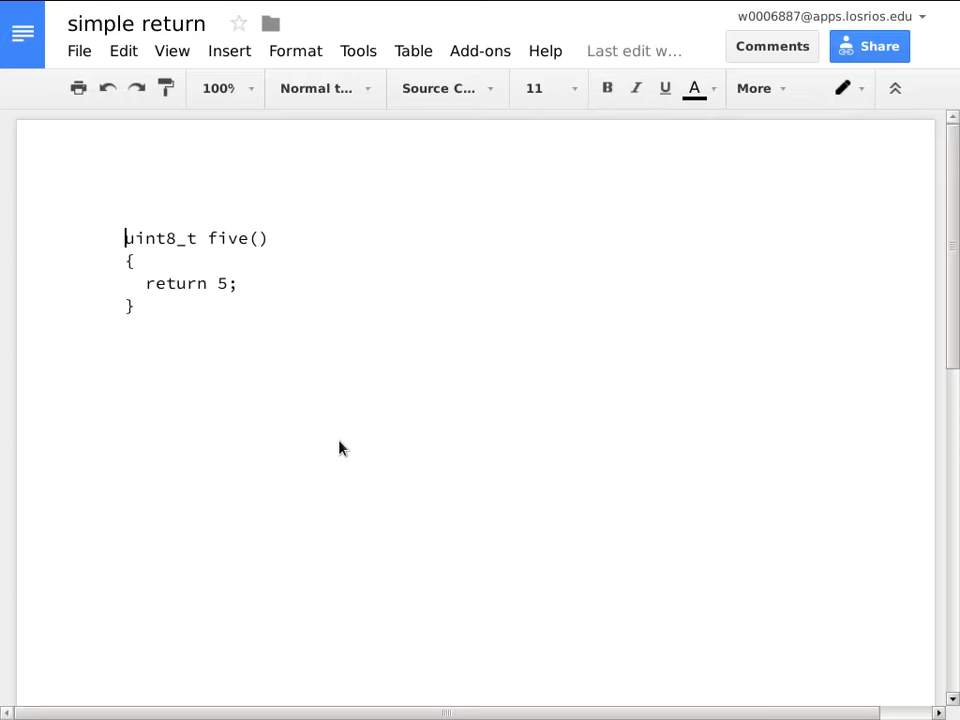 simple return
w0006887@apps.losrios.edu
File Edit View Insert Format Tools Table Add-ons Help Last edit w...
Comments
Share
100% Normal t... Source C... 11 B I U A More
uint8_t five()
{
  return 5;
}